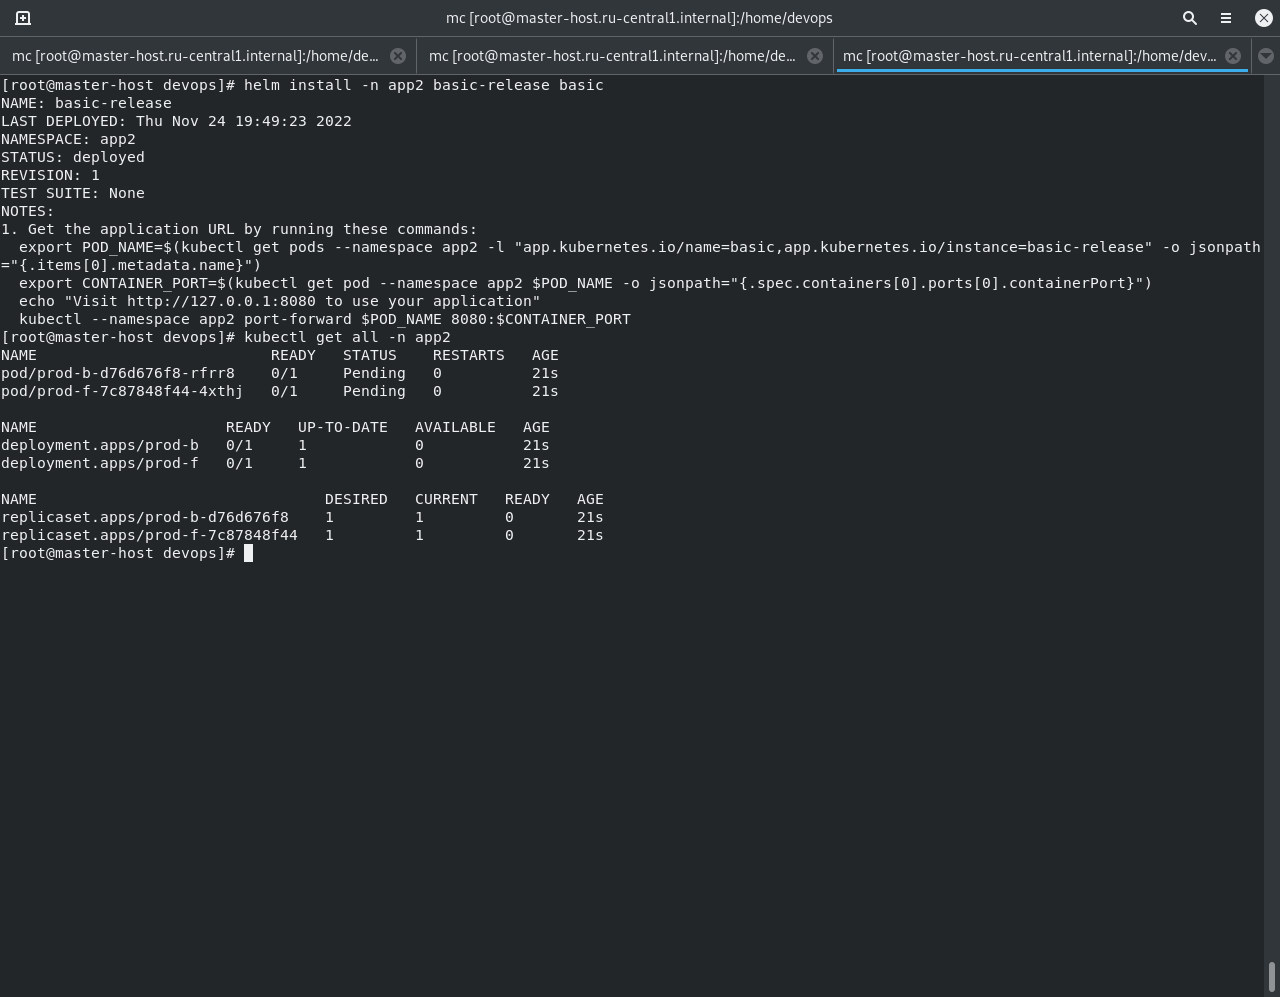 mc [root@master-host.ru-central1.internal]:/home/devops
mc [root@master-host.ru-central1.internal]:/home/de...
mc [root@master-host.ru-central1.internal]:/home/de...
mc [root@master-host.ru-central1.internal]:/home/dev...
[root@master-host devops]# helm install -n app2 basic-release basic
NAME: basic-release
LAST DEPLOYED: Thu Nov 24 19:49:23 2022
NAMESPACE: app2
STATUS: deployed
REVISION: 1
TEST SUITE: None
NOTES:
1. Get the application URL by running these commands:
  export POD_NAME=$(kubectl get pods --namespace app2 -l "app.kubernetes.io/name=basic,app.kubernetes.io/instance=basic-release" -o jsonpath
="{.items[0].metadata.name}")
  export CONTAINER_PORT=$(kubectl get pod --namespace app2 $POD_NAME -o jsonpath="{.spec.containers[0].ports[0].containerPort}")
  echo "Visit http://127.0.0.1:8080 to use your application"
  kubectl --namespace app2 port-forward $POD_NAME 8080:$CONTAINER_PORT
[root@master-host devops]# kubectl get all -n app2
NAME                          READY   STATUS    RESTARTS   AGE
pod/prod-b-d76d676f8-rfrr8    0/1     Pending   0          21s
pod/prod-f-7c87848f44-4xthj   0/1     Pending   0          21s

NAME                     READY   UP-TO-DATE   AVAILABLE   AGE
deployment.apps/prod-b   0/1     1            0           21s
deployment.apps/prod-f   0/1     1            0           21s

NAME                                DESIRED   CURRENT   READY   AGE
replicaset.apps/prod-b-d76d676f8    1         1         0       21s
replicaset.apps/prod-f-7c87848f44   1         1         0       21s
[root@master-host devops]#